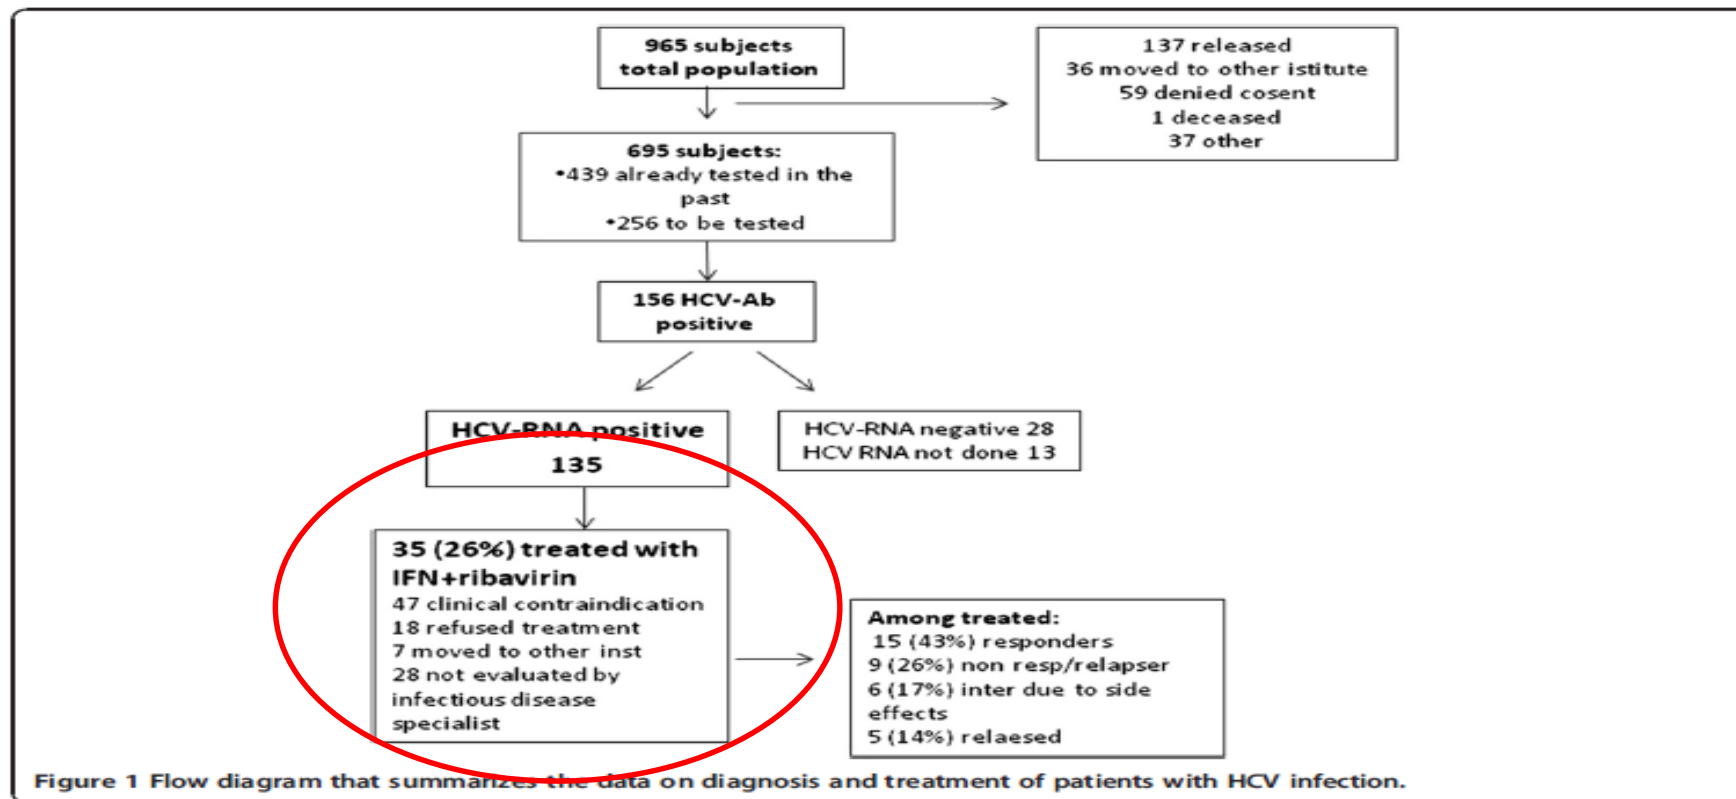 965 subjects
total population
137 released
36 moved to other istitute
59 denied cosent
1 deceased
37 other
695 subjects:
•439 already tested in the
past
•256 to be tested
156 HCV-Ab
positive
HCV-RNA positive
135
HCV-RNA negative 28
HCV RNA not done 13
35 (26%) treated with
IFN+ribavirin
47 clinical contraindication
18 refused treatment
7 moved to other inst
28 not evaluated by
infectious disease
specialist
Among treated:
15 (43%) responders
9 (26%) non resp/relapser
6 (17%) inter due to side
effects
5 (14%) relaesed
Figure 1 Flow diagram that summarizes the data on diagnosis and treatment of patients with HCV infection.